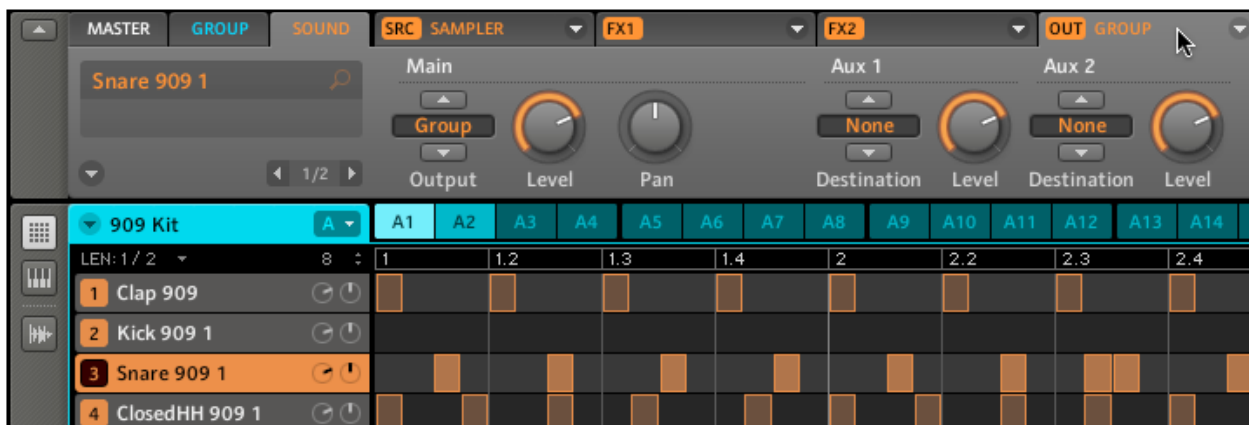 MASTER GROUP SOUND SRC SAMPLER FX1 FX2 OUT GROUP
Snare 909 1
Main Aux 1 Aux 2
Group None None
1/2 Output Level Pan Destination Level Destination Level
909 Kit A A1 A2 A3 A4 A5 A6 A7 A8 A9 A10 A11 A12 A13 A14
LEN: 1 / 2 8 1 1.2 1.3 1.4 2 2.2 2.3 2.4
1 Clap 909
2 Kick 909 1
3 Snare 909 1
4 ClosedHH 909 1